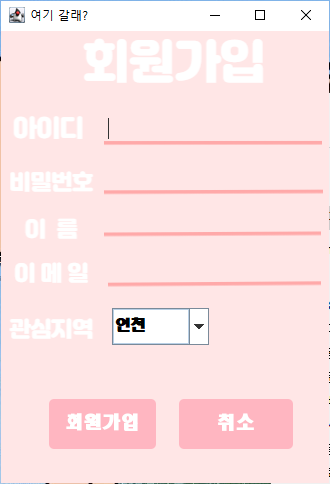 여기 갈래?
회원가입
아이디
비밀번호
이 름
이 메 일
관심지역 인천
회원가입 취소